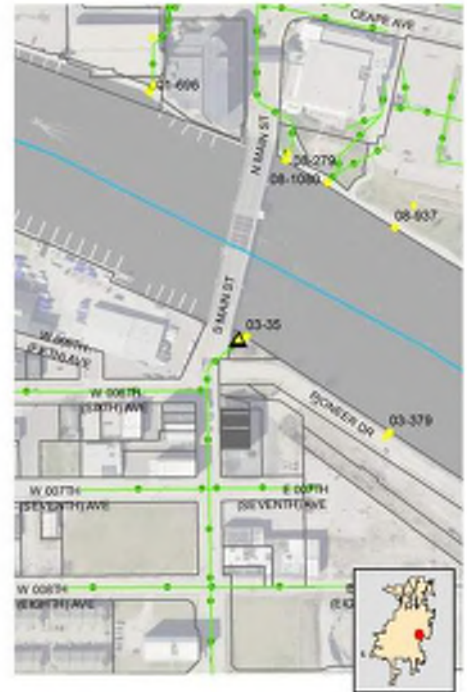 CEAPE AVE
01-696
N MAIN ST
08-279
08-1080
08-937
S MAIN ST
03-35
W 006TH
(SIXTH) AVE
PIONEER DR
03-379
W 007TH
(SEVENTH) AVE
E 007TH
(SEVENTH) AVE
W 008TH
(EIGHTH) AVE